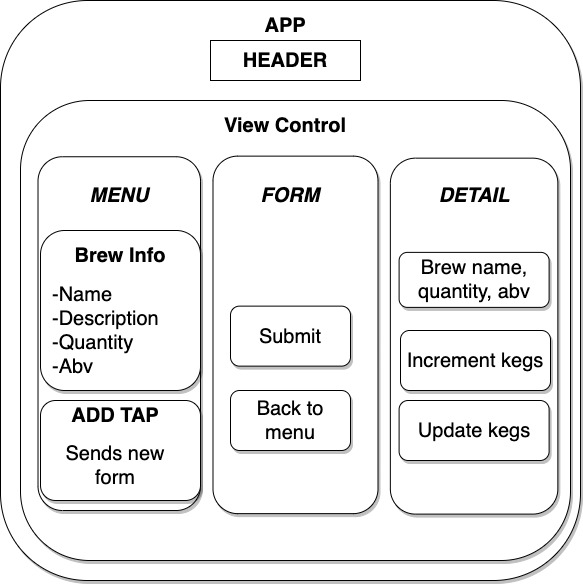 APP
HEADER
View Control
MENU
Brew Info
-Name
-Description
-Quantity
-Abv
ADD TAP
Sends new
form
FORM
Submit
Back to
menu
DETAIL
Brew name,
quantity, abv
Increment kegs
Update kegs